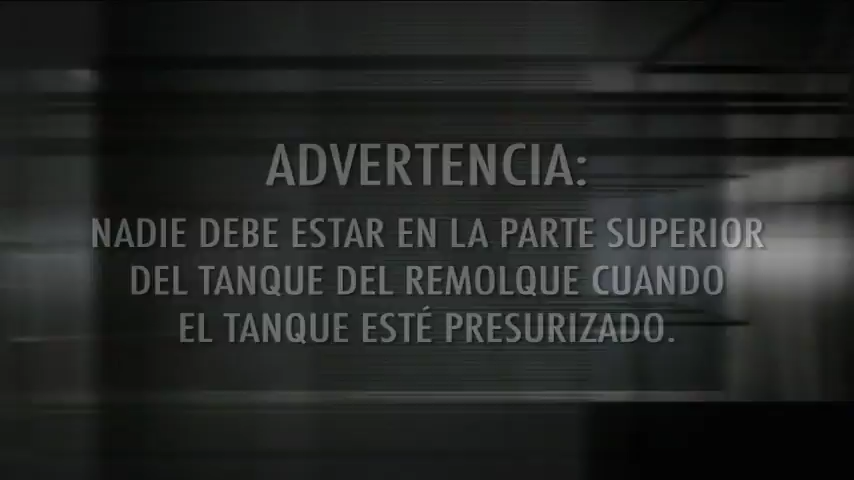 ADVERTENCIA:
NADIE DEBE ESTAR EN LA PARTE SUPERIOR
DEL TANQUE DEL REMOLQUE CUANDO
EL TANQUE ESTÉ PRESURIZADO.